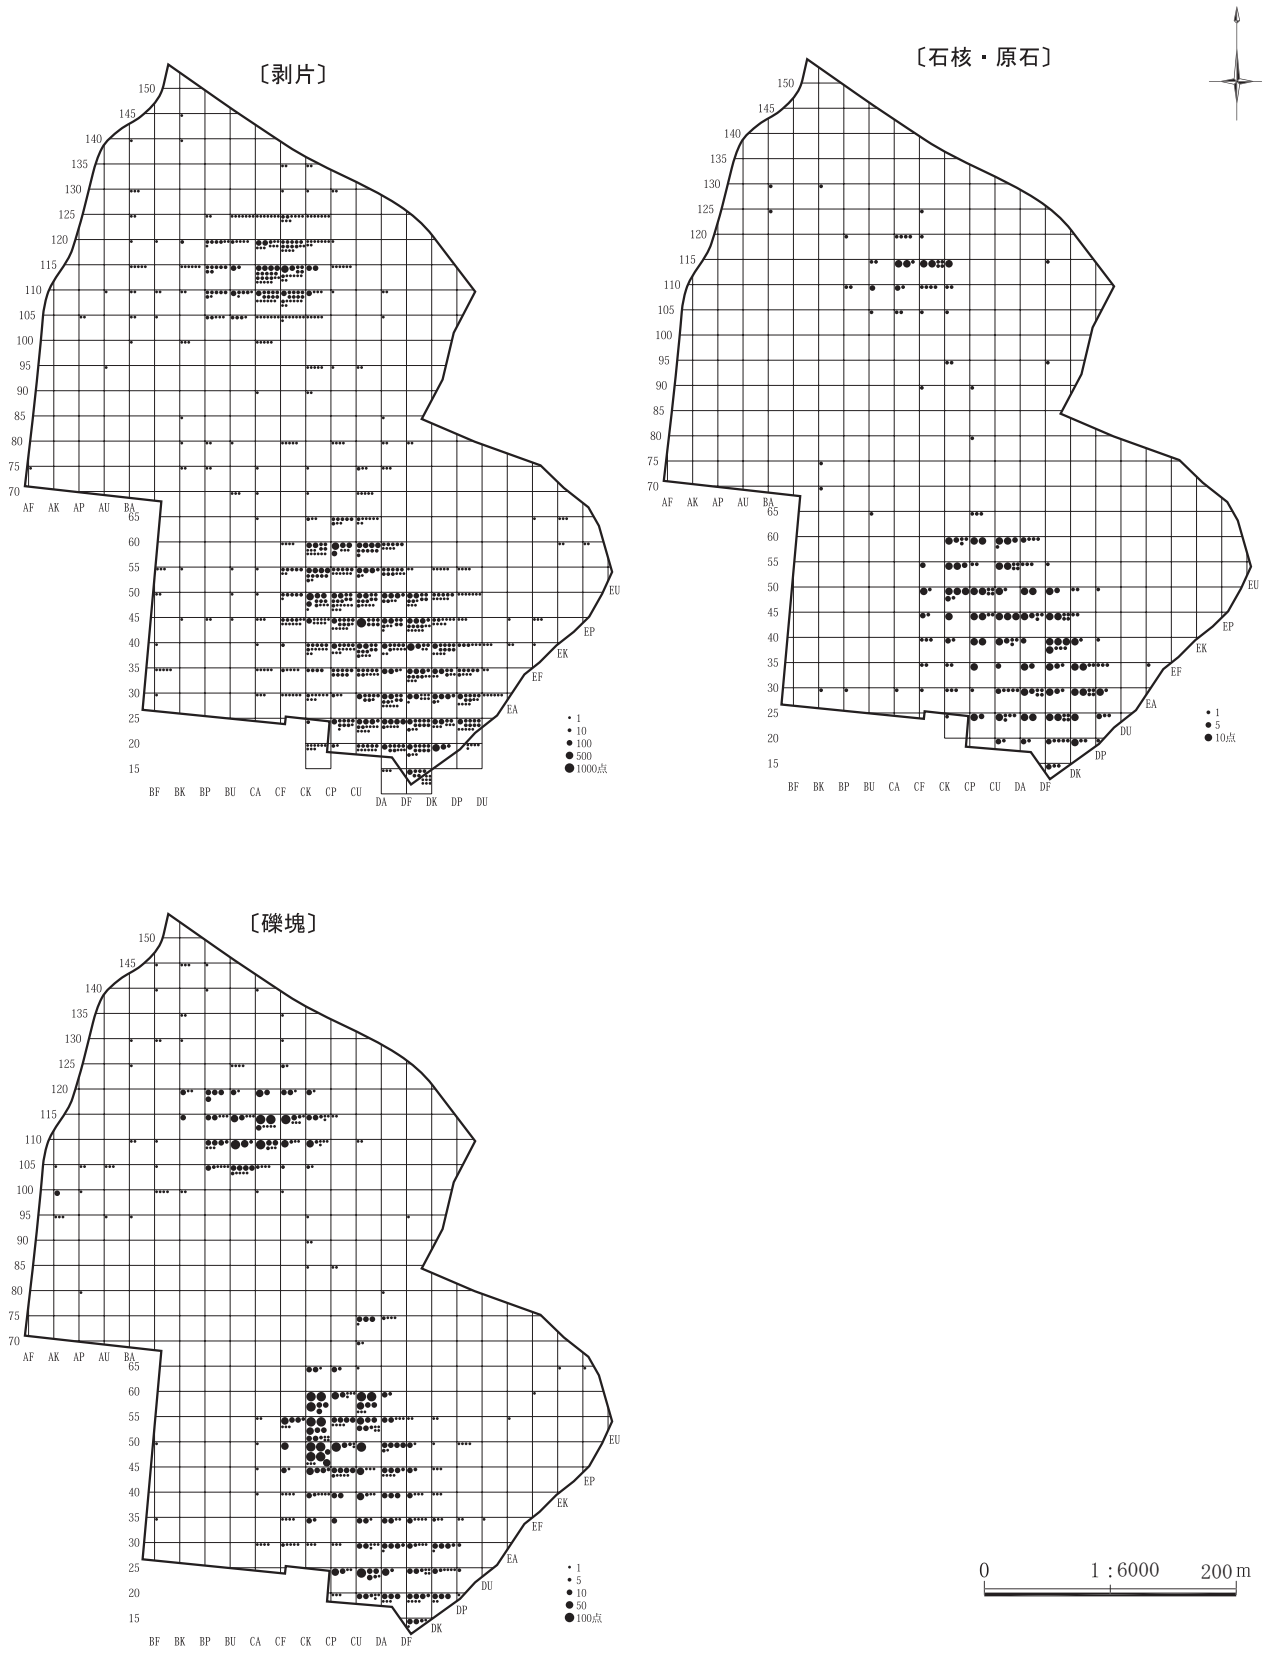 〔剥片〕
150
145
140
135
130
125
120
115
110
105
100
95
90
85
80
75
70
AF AK AP AU BA
65
60
55
50
45
40
35
30
25
20
15
BF BK BP BU CA CF CK CP CU DA DF DK DP DU
EA
EF
EK
EP
EU
1
10
100
500
1000点
〔石核・原石〕
150
145
140
135
130
125
120
115
110
105
100
95
90
85
80
75
70
AF AK AP AU BA
65
60
55
50
45
40
35
30
25
20
15
BF BK BP BU CA CF CK CP CU DA DF
DK
DP
DU
EA
EF
EK
EP
EU
1
5
10点
〔礫塊〕
150
145
140
135
130
125
120
115
110
105
100
95
90
85
80
75
70
AF AK AP AU BA
65
60
55
50
45
40
35
30
25
20
15
BF BK BP BU CA CF CK CP CU DA DF
DK
DP
DU
EA
EF
EK
EP
EU
1
5
10
50
100点
0 1:6000 200m